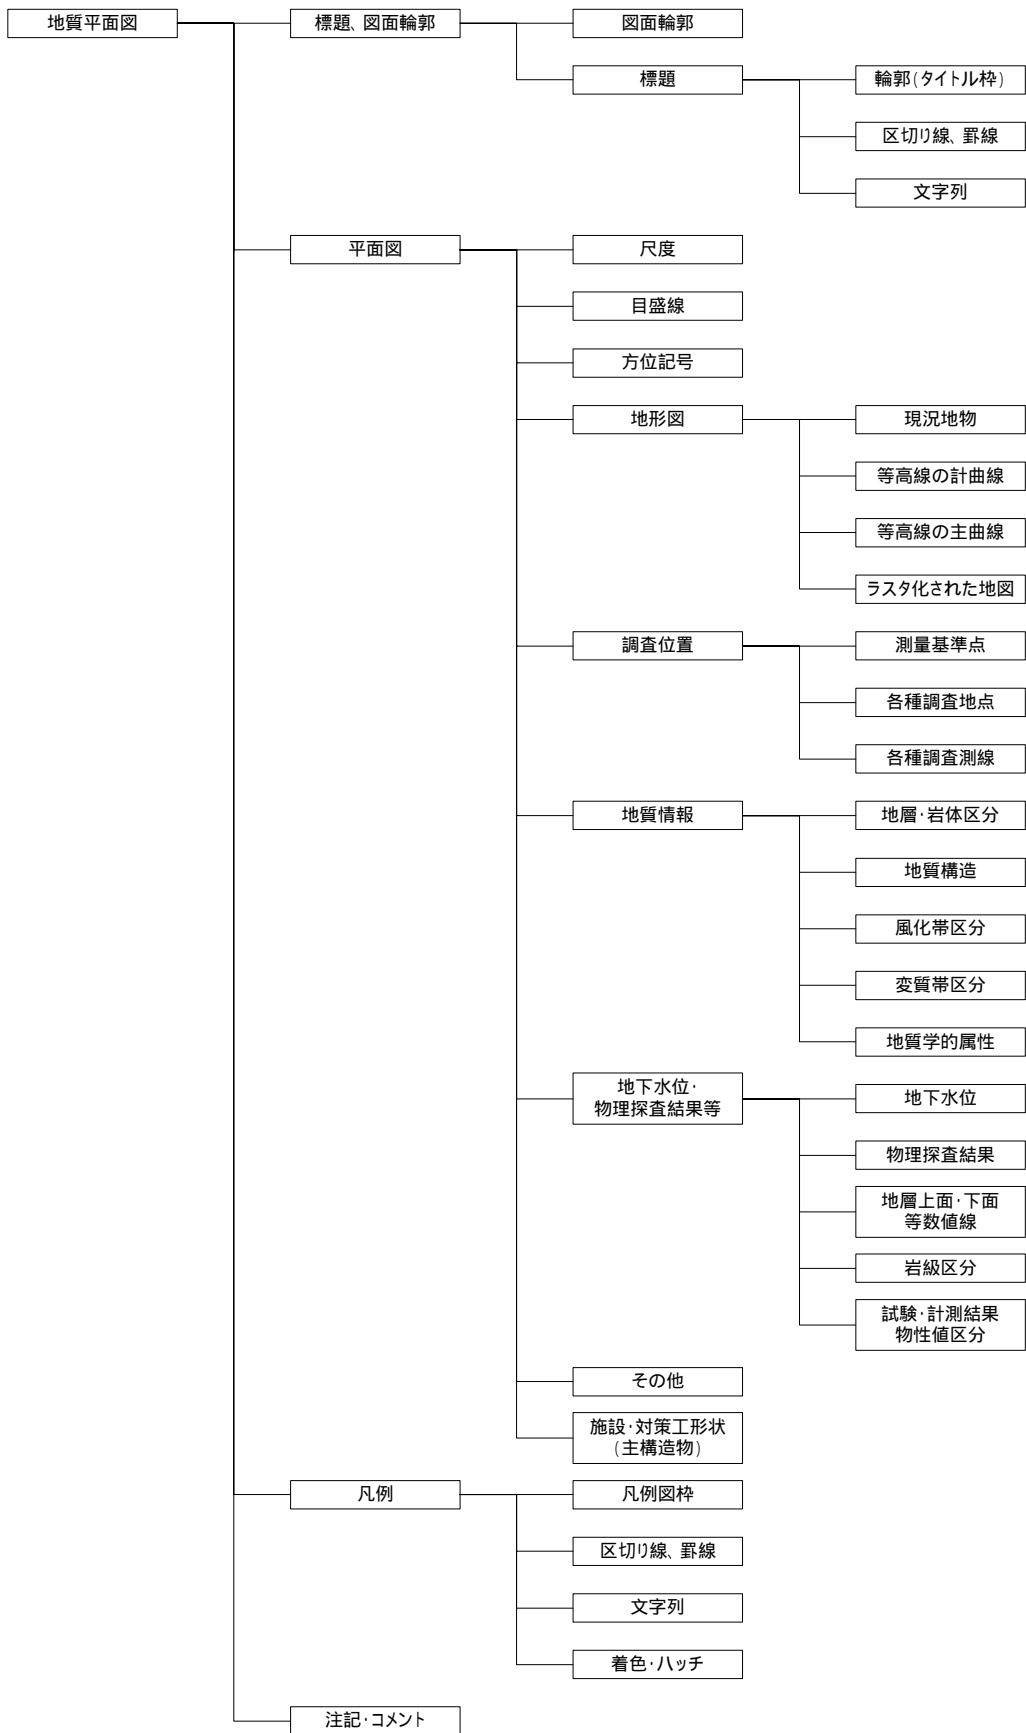 地質平面図
標題、図面輪郭
図面輪郭
標題
輪郭(タイトル枠)
区切り線、罫線
文字列
平面図
尺度
目盛線
方位記号
地形図
現況地物
等高線の計曲線
等高線の主曲線
ラスタ化された地図
調査位置
測量基準点
各種調査地点
各種調査測線
地質情報
地層・岩体区分
地質構造
風化帯区分
変質帯区分
地質学的属性
地下水位・
物理探査結果等
地下水位
物理探査結果
地層上面・下面
等数値線
岩級区分
試験・計測結果
物性値区分
その他
施設・対策工形状
(主構造物)
凡例
凡例図枠
区切り線、罫線
文字列
着色・ハッチ
注記・コメント